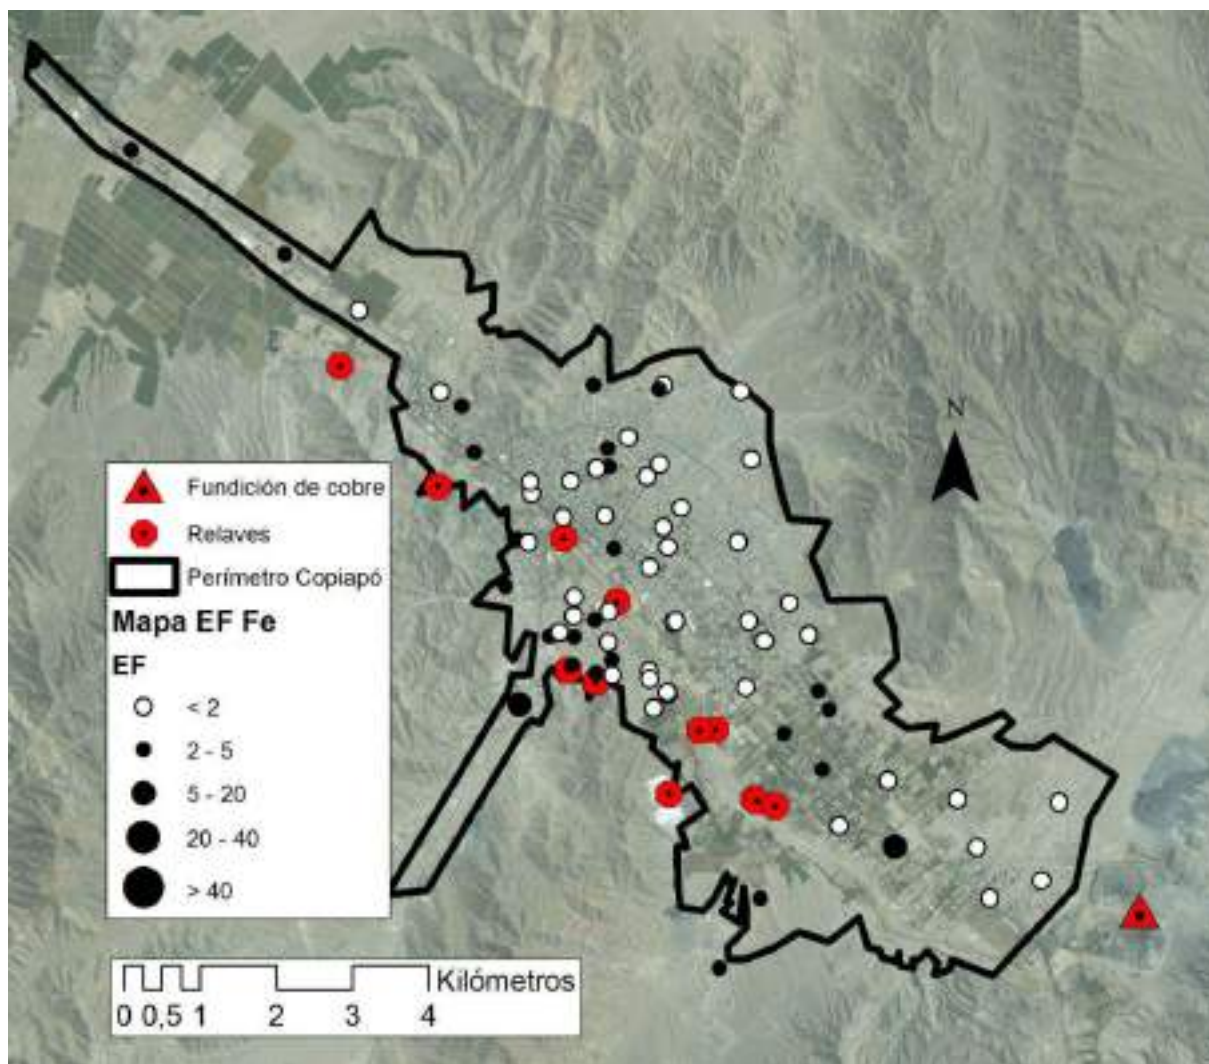 N
Fundición de cobre
Relaves
Perímetro Copiapó
Mapa EF Fe
EF
< 2
2 - 5
5 - 20
20 - 40
> 40
Kilómetros
0 0,5 1 2 3 4